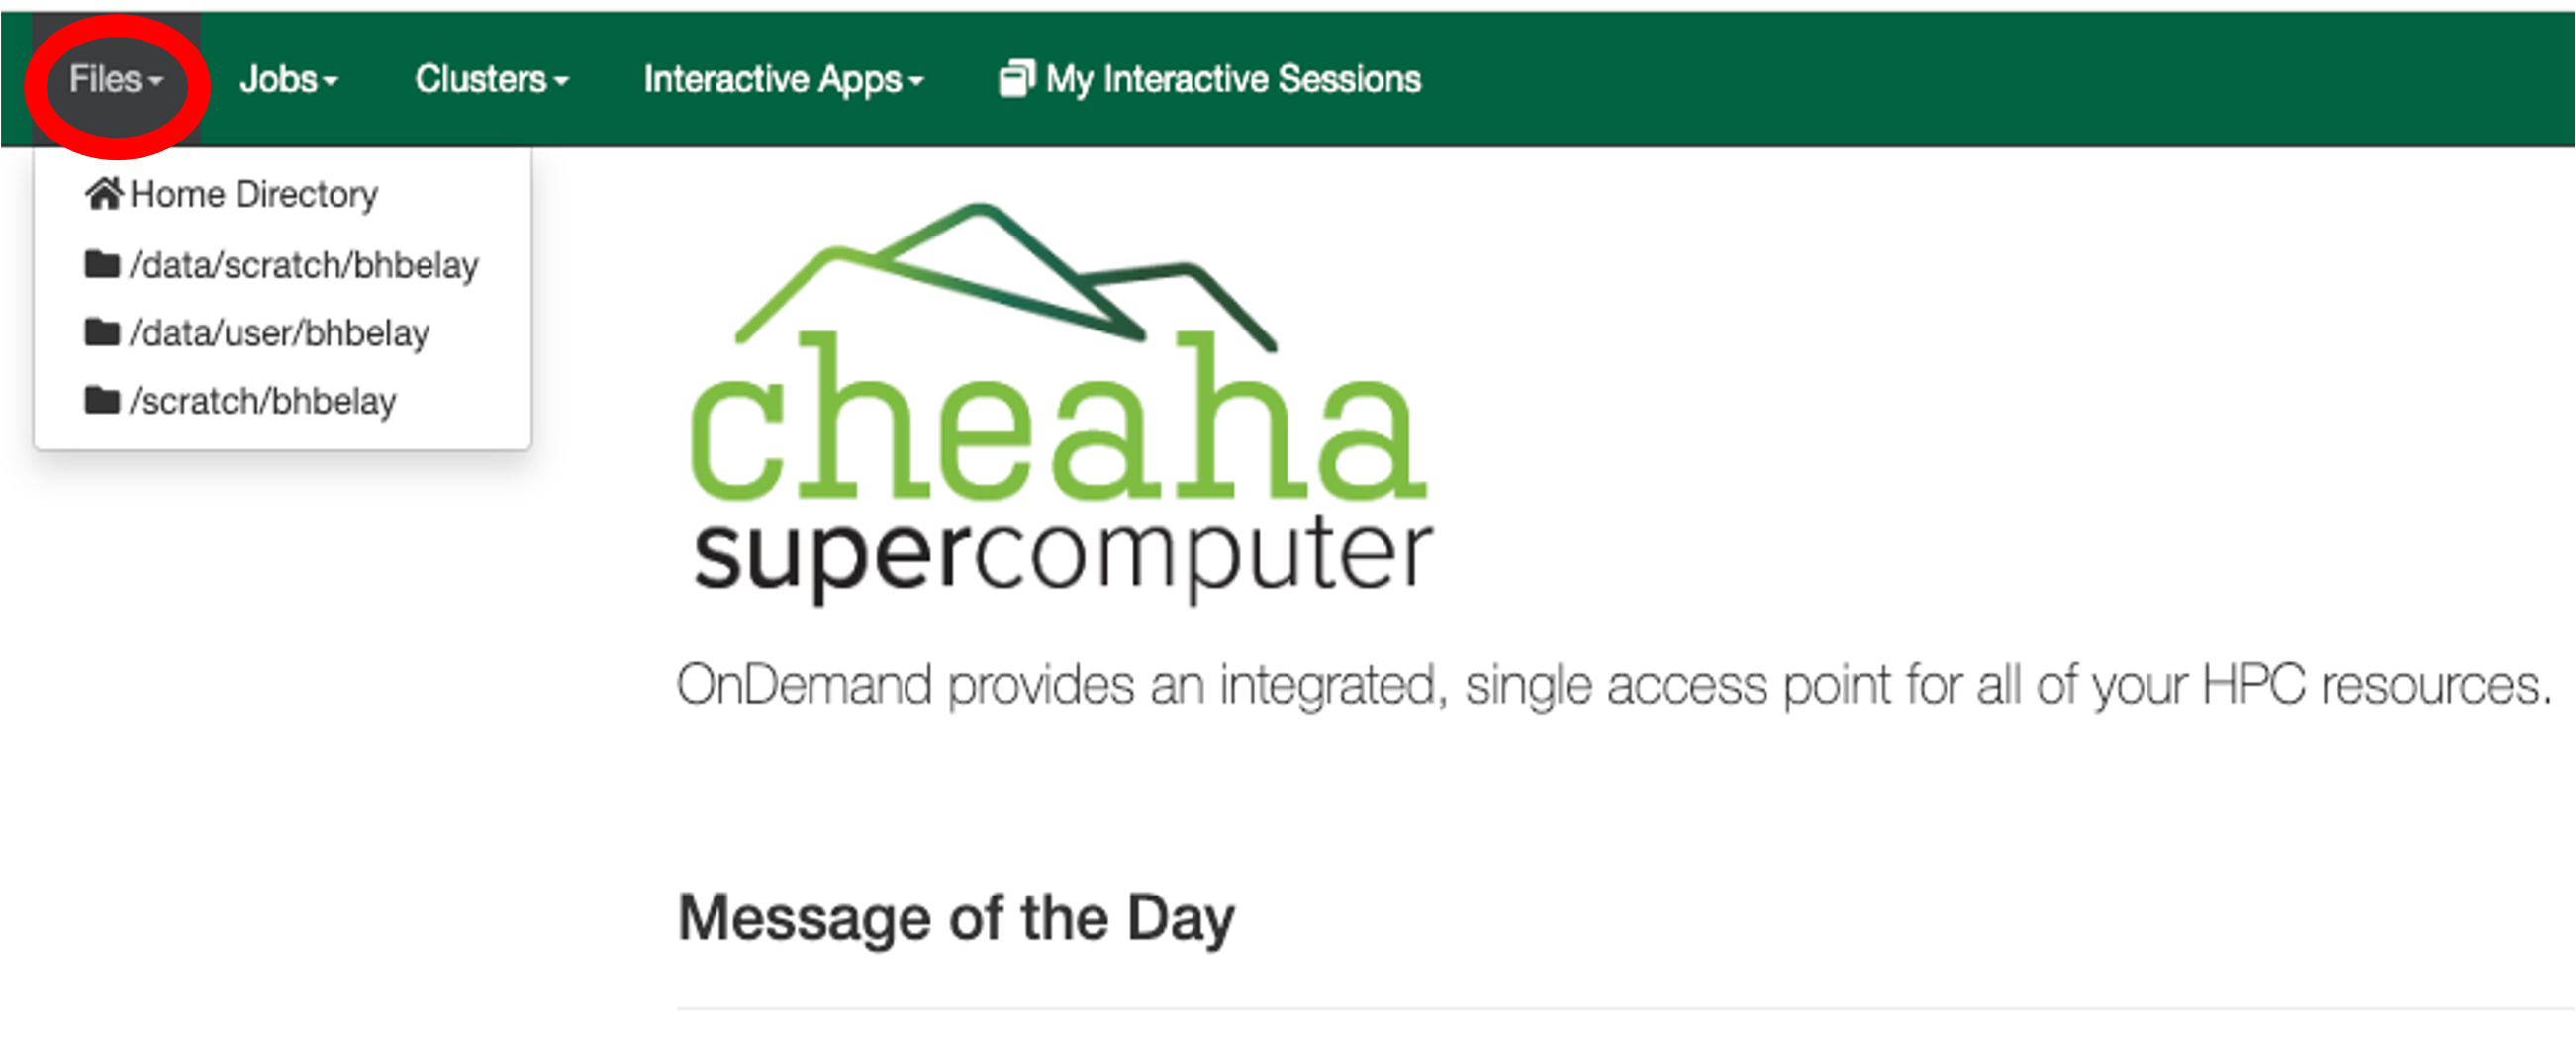 Files Jobs Clusters Interactive Apps My Interactive Sessions
Home Directory
/data/scratch/bhbelay
/data/user/bhbelay
/scratch/bhbelay
cheaha
supercomputer
OnDemand provides an integrated, single access point for all of your HPC resources.
Message of the Day